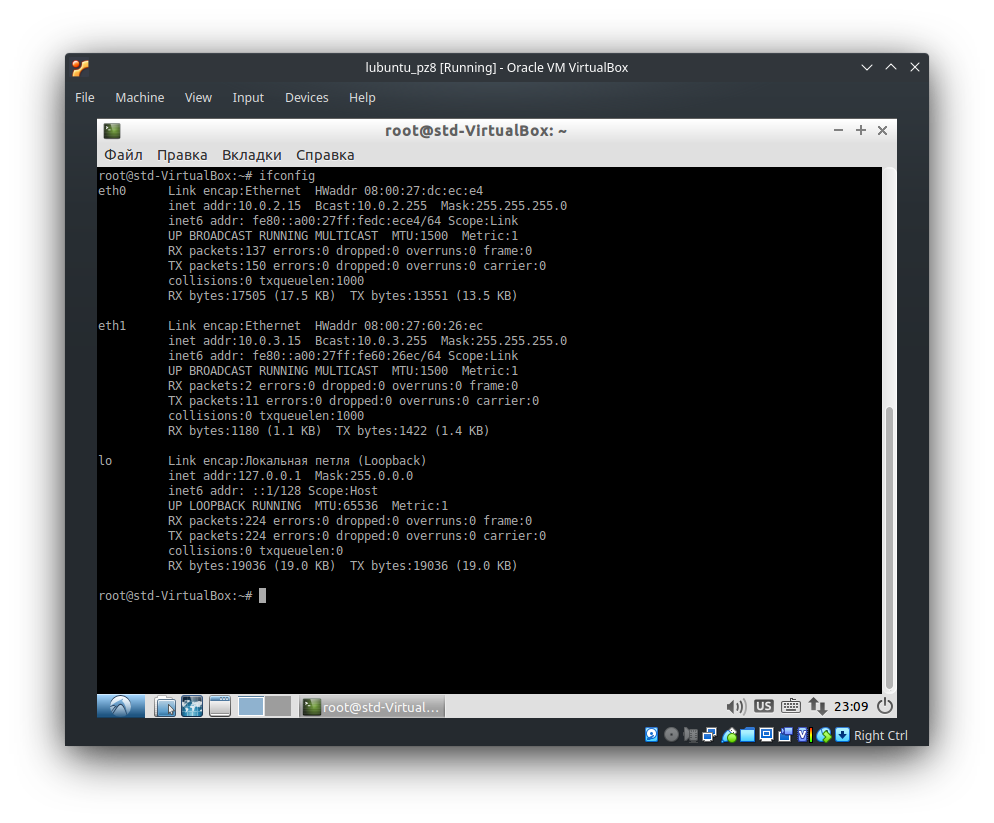 lubuntu_pz8 [Running] - Oracle VM VirtualBox
File Machine View Input Devices Help
root@std-VirtualBox: ~
Файл Правка Вкладки Справка
root@std-VirtualBox:~# ifconfig
eth0      Link encap:Ethernet  HWaddr 08:00:27:dc:ec:e4
          inet addr:10.0.2.15  Bcast:10.0.2.255  Mask:255.255.255.0
          inet6 addr: fe80::a00:27ff:fedc:ece4/64 Scope:Link
          UP BROADCAST RUNNING MULTICAST  MTU:1500  Metric:1
          RX packets:137 errors:0 dropped:0 overruns:0 frame:0
          TX packets:150 errors:0 dropped:0 overruns:0 carrier:0
          collisions:0 txqueuelen:1000
          RX bytes:17505 (17.5 KB)  TX bytes:13551 (13.5 KB)
eth1      Link encap:Ethernet  HWaddr 08:00:27:60:26:ec
          inet addr:10.0.3.15  Bcast:10.0.3.255  Mask:255.255.255.0
          inet6 addr: fe80::a00:27ff:fe60:26ec/64 Scope:Link
          UP BROADCAST RUNNING MULTICAST  MTU:1500  Metric:1
          RX packets:2 errors:0 dropped:0 overruns:0 frame:0
          TX packets:11 errors:0 dropped:0 overruns:0 carrier:0
          collisions:0 txqueuelen:1000
          RX bytes:1180 (1.1 KB)  TX bytes:1422 (1.4 KB)
lo        Link encap:Локальная петля (Loopback)
          inet addr:127.0.0.1  Mask:255.0.0.0
          inet6 addr: ::1/128 Scope:Host
          UP LOOPBACK RUNNING  MTU:65536  Metric:1
          RX packets:224 errors:0 dropped:0 overruns:0 frame:0
          TX packets:224 errors:0 dropped:0 overruns:0 carrier:0
          collisions:0 txqueuelen:0
          RX bytes:19036 (19.0 KB)  TX bytes:19036 (19.0 KB)
root@std-VirtualBox:~#
root@std-Virtual... US 23:09
Right Ctrl